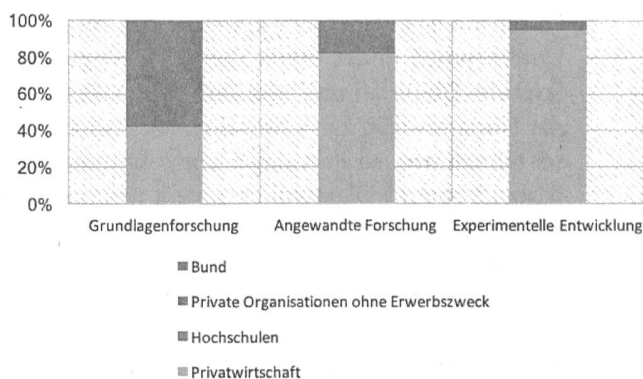 100%
80%
60%
40%
20%
0%
Grundlagenforschung Angewandte Forschung Experimentelle Entwicklung
Bund
Private Organisationen ohne Erwerbszweck
Hochschulen
Privatwirtschaft